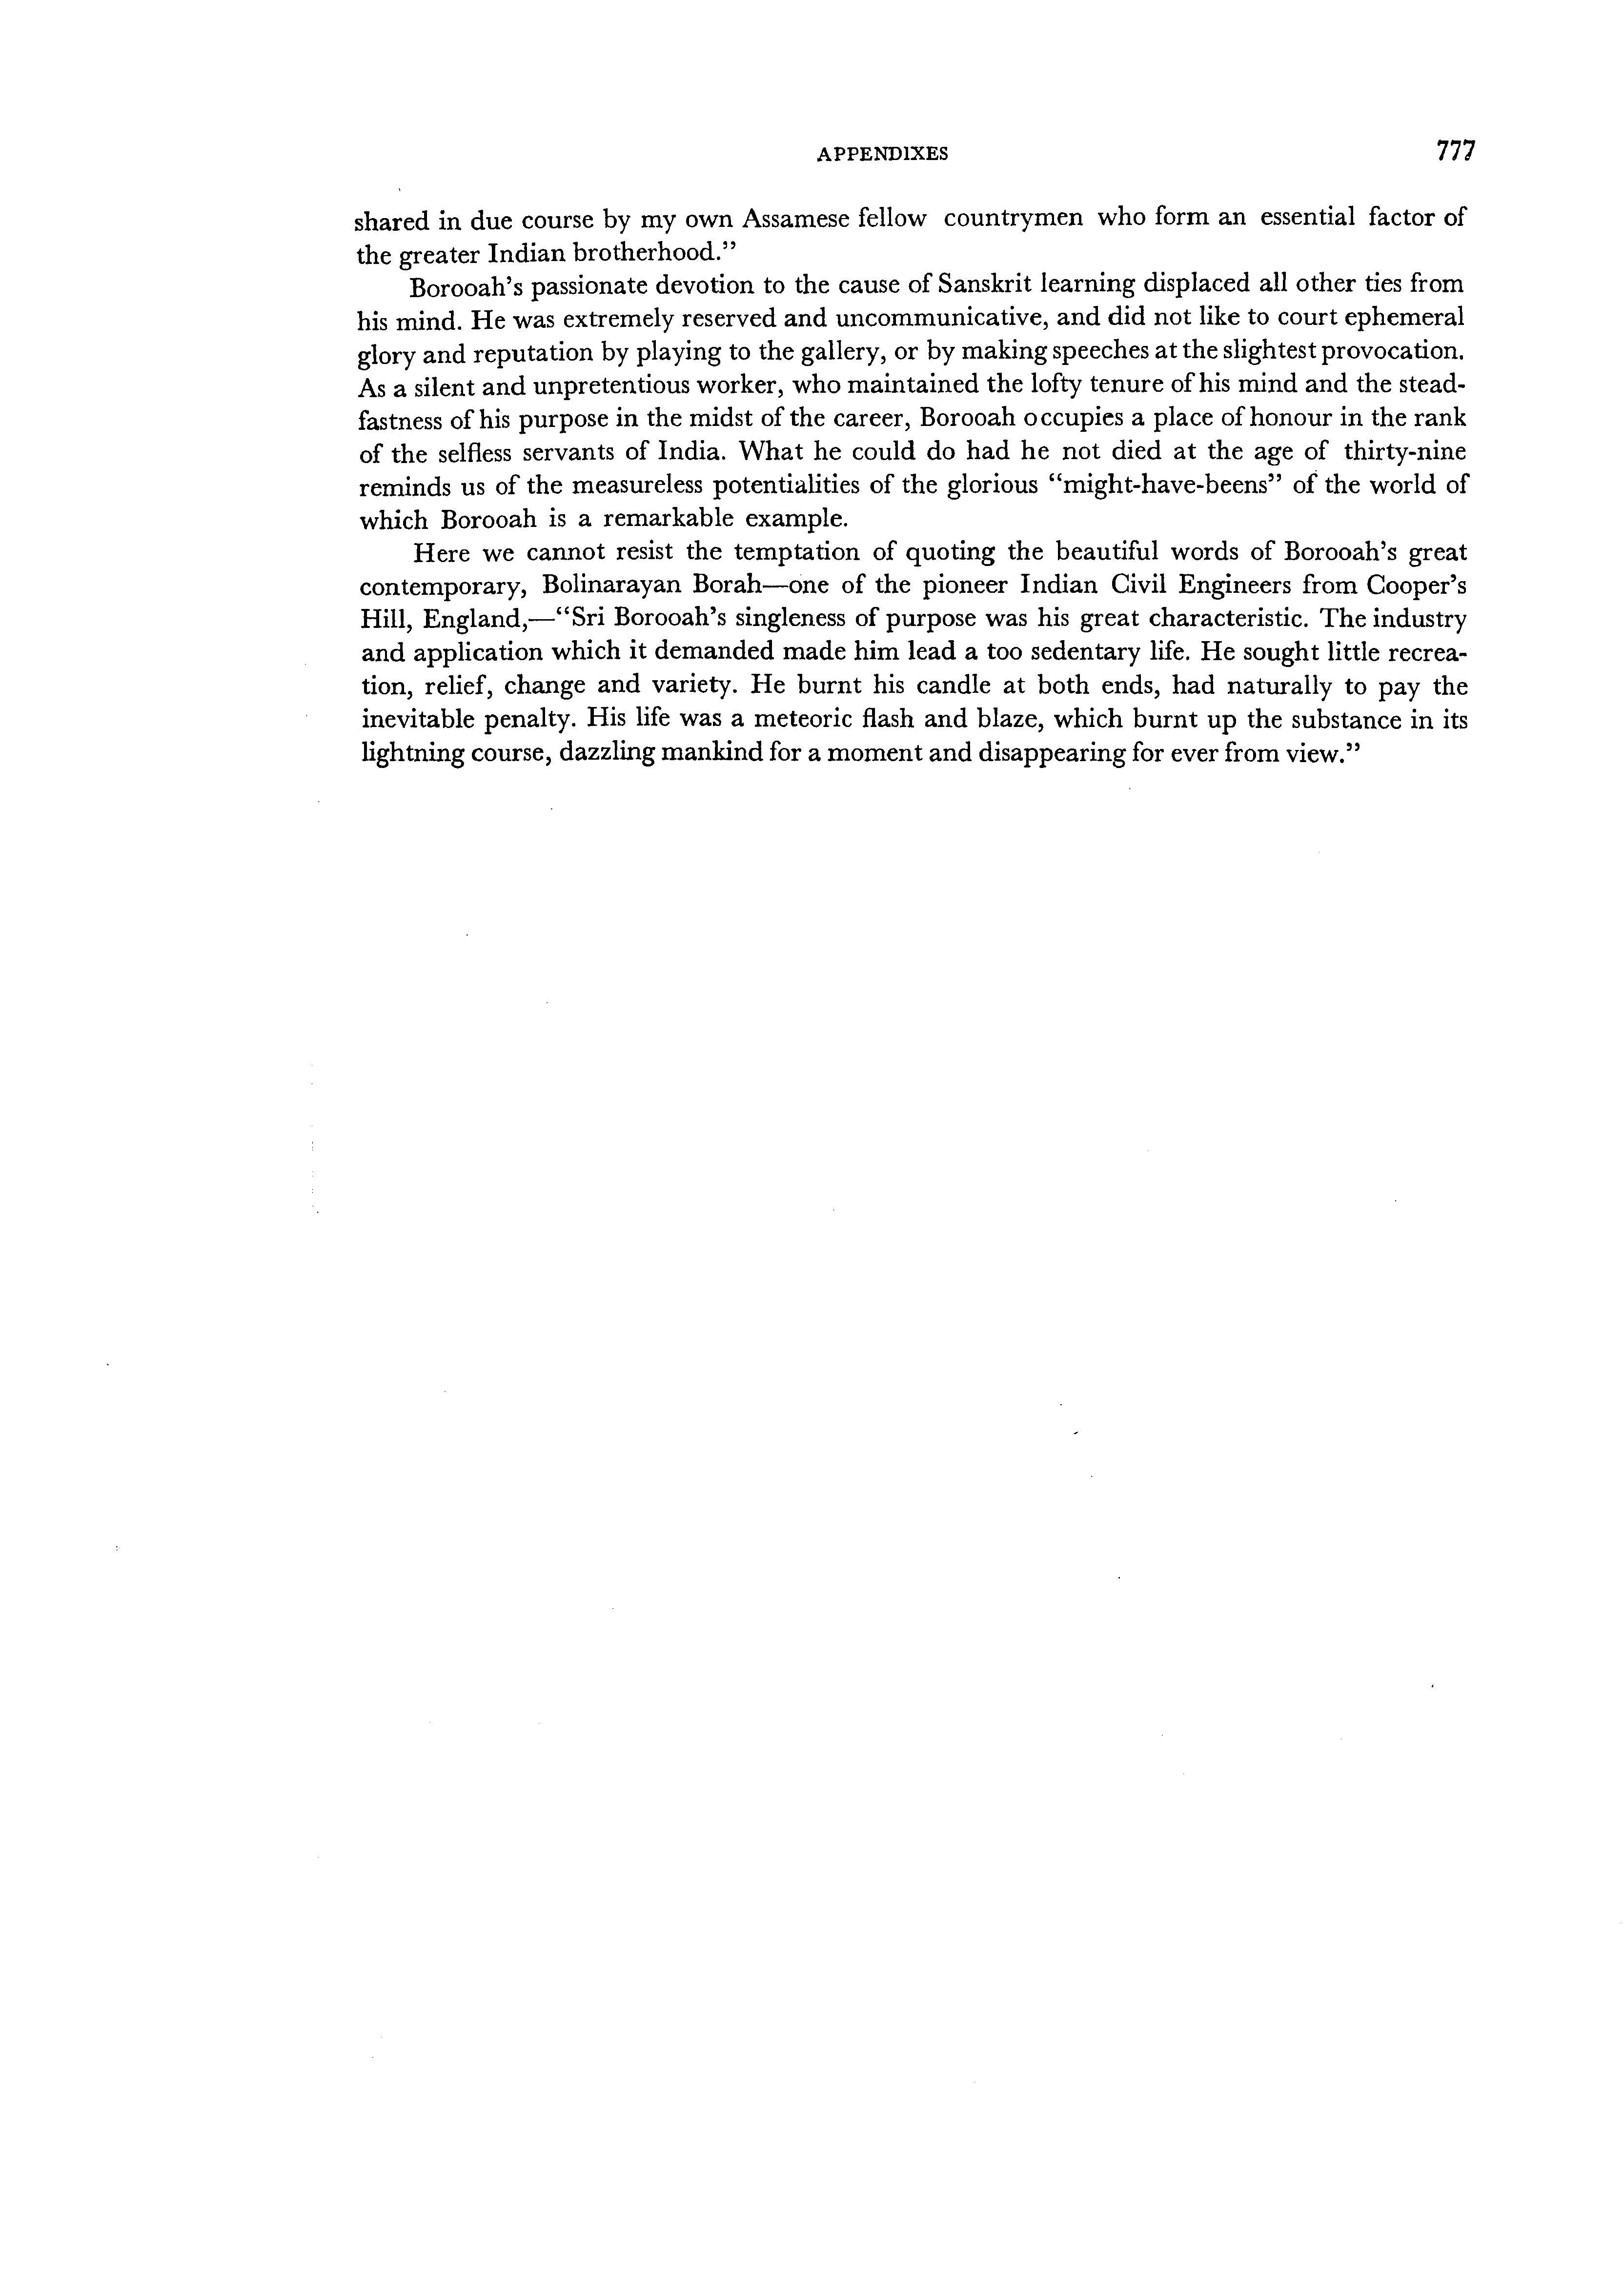 APPENDIXES 777
shared in due course by my own Assamese fellow countrymen who form an essential factor of
the greater Indian brotherhood.”
Borooah’s passionate devotion to the cause of Sanskrit learning displaced all other ties from
his mind. He was extremely reserved and uncommunicative, and did not like to court ephemeral
glory and reputation by playing to the gallery, or by making speeches at the slightest provocation.
As a silent and unpretentious worker, who maintained the lofty tenure of his mind and the stead-
fastness of his purpose in the midst of the career, Borooah occupies a place of honour in the rank
of the selfless servants of India. What he could do had he not died at the age of thirty-nine
reminds us of the measureless potentialities of the glorious “might-have-beens” of the world of
which Borooah is a remarkable example.
Here we cannot resist the temptation of quoting the beautiful words of Borooah’s great
contemporary, Bolinarayan Borah—one of the pioneer Indian Civil Engineers from Cooper’s
Hill, England,—“Sri Borooah’s singleness of purpose was his great characteristic. The industry
and application which it demanded made him lead a too sedentary life. He sought little recrea-
tion, relief, change and variety. He burnt his candle at both ends, had naturally to pay the
inevitable penalty. His life was a meteoric flash and blaze, which burnt up the substance in its
lightning course, dazzling mankind for a moment and disappearing for ever from view.”